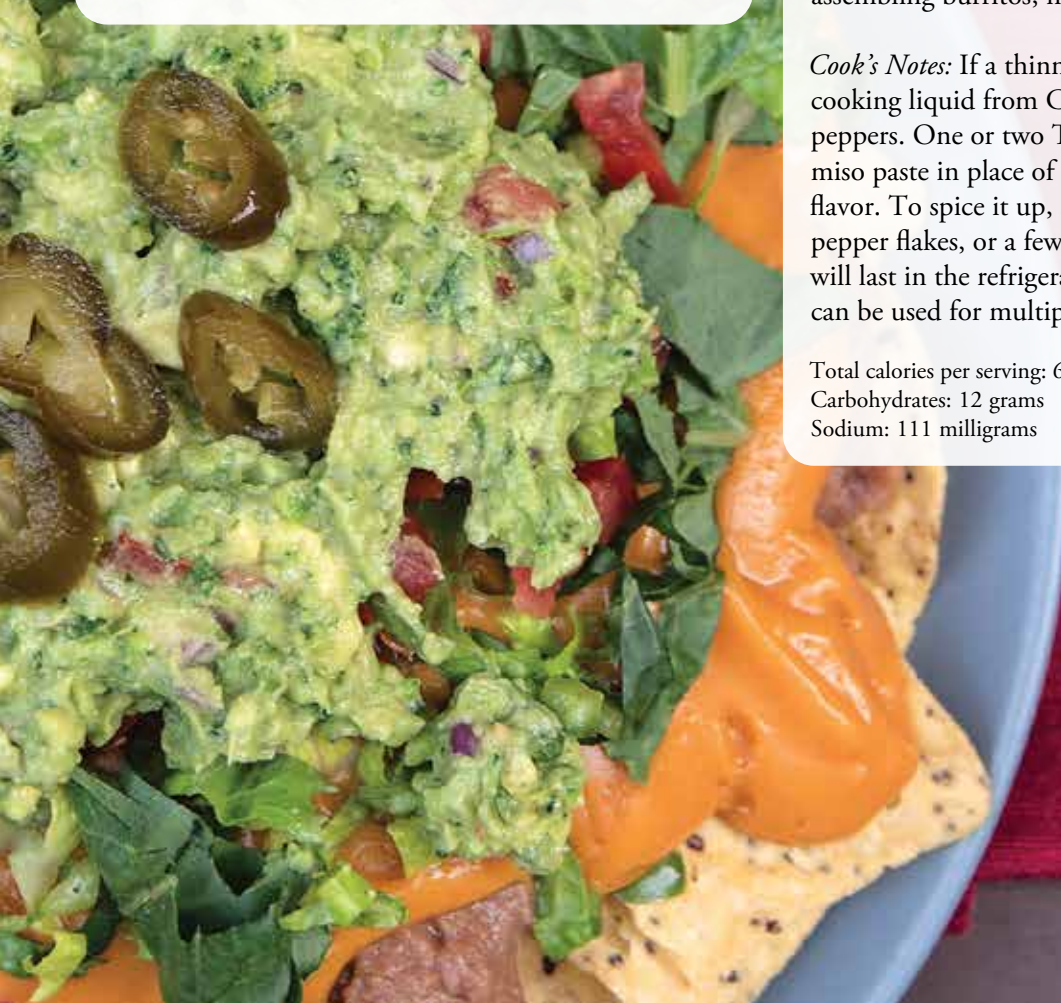 assembling burritos,
Cook's Notes: If a thinn
cooking liquid from C
peppers. One or two T
miso paste in place of
flavor. To spice it up,
pepper flakes, or a few
will last in the refrigera
can be used for multip
Total calories per serving: 6
Carbohydrates: 12 grams
Sodium: 111 milligrams